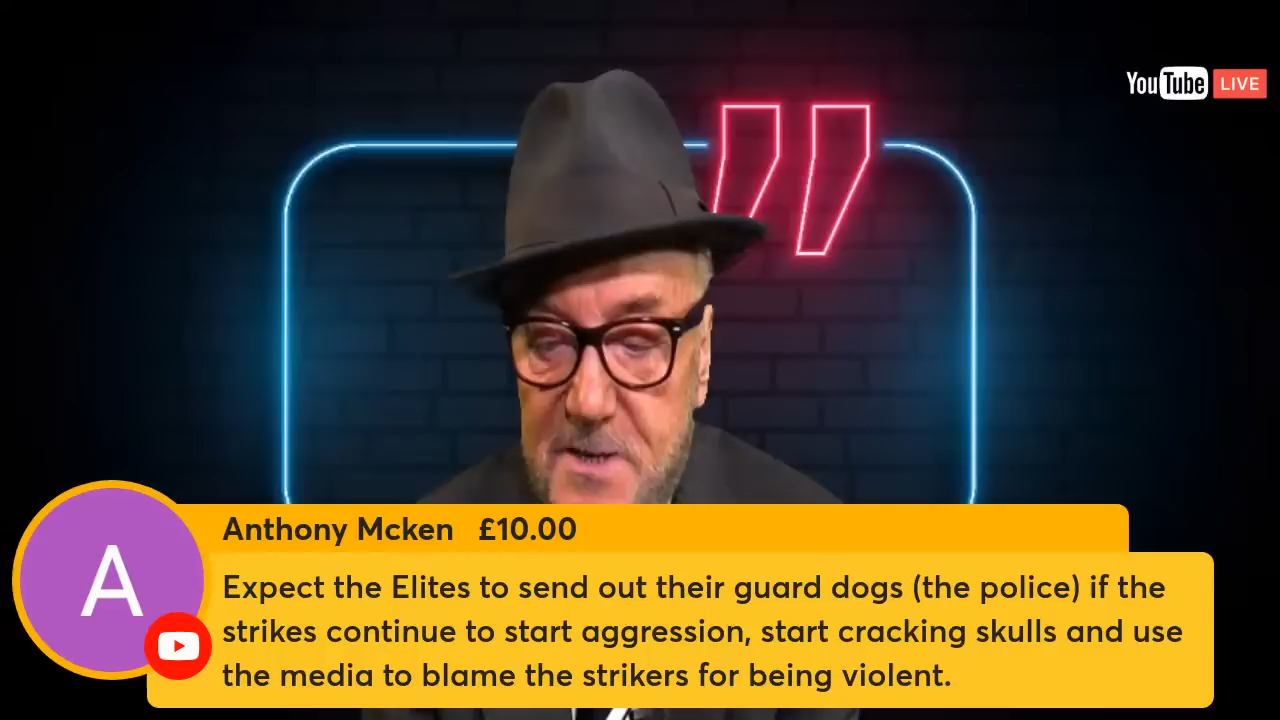 YouTube LIVE
A
Anthony Mcken £10.00
Expect the Elites to send out their guard dogs (the police) if the
strikes continue to start aggression, start cracking skulls and use
the media to blame the strikers for being violent.